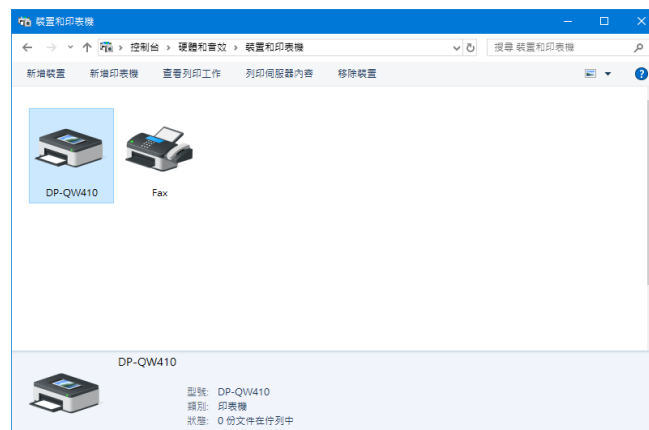 裝置和印表機
控制台 › 硬體和音效 › 裝置和印表機
搜尋 裝置和印表機
新增裝置 新增印表機 查看列印工作 列印伺服器內容 移除裝置
DP-QW410 Fax
DP-QW410
型號: DP-QW410
類別: 印表機
狀態: 0 份文件在佇列中